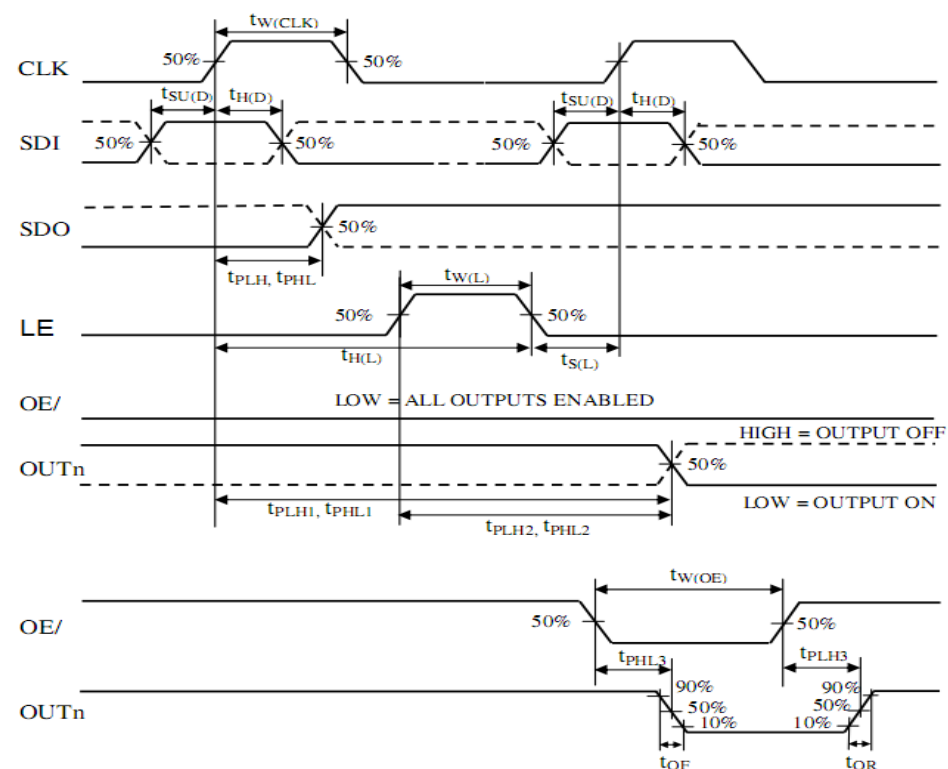 tW(CLK)
CLK 50% 50%
tSU(D) tH(D) tSU(D) tH(D)
SDI 50% 50% 50% 50%
SDO 50%
tPLH, tPHL
tW(L)
LE 50% 50%
tH(L) tS(L)
OE/ LOW = ALL OUTPUTS ENABLED
HIGH = OUTPUT OFF
OUTn 50%
tPLH1, tPHL1 LOW = OUTPUT ON
tPLH2, tPHL2
tW(OE)
OE/ 50% 50%
tPHL3 tPLH3
90% 90%
OUTn 50% 50%
10% 10%
tOF tOR